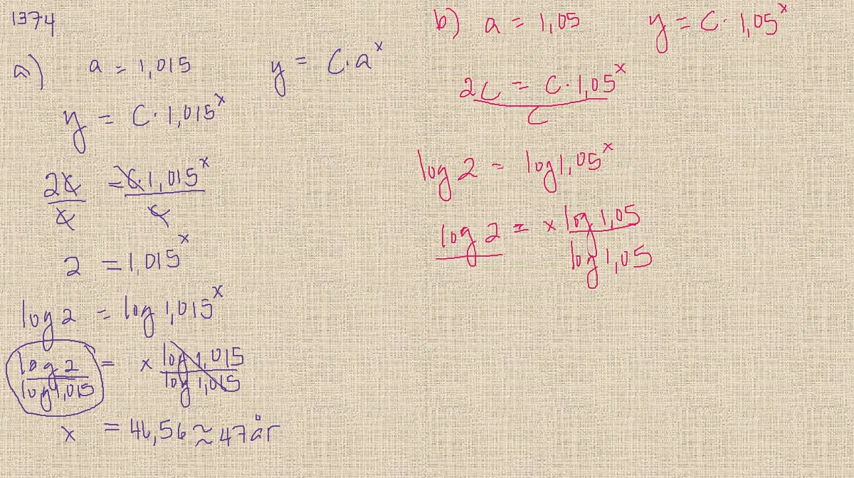 1374
a) a = 1,015 y = C·a^x
y = C·1,015^x
2C/C = C·1,015^x/C
2 = 1,015^x
log 2 = log 1,015^x
log 2/log 1,015 = x log 1,015/log 1,015
x = 46,56 ≈ 47 år
b) a = 1,05 y = C·1,05^x
2C = C·1,05^x
C
log 2 = log 1,05^x
log 2 = x log 1,05
log 1,05